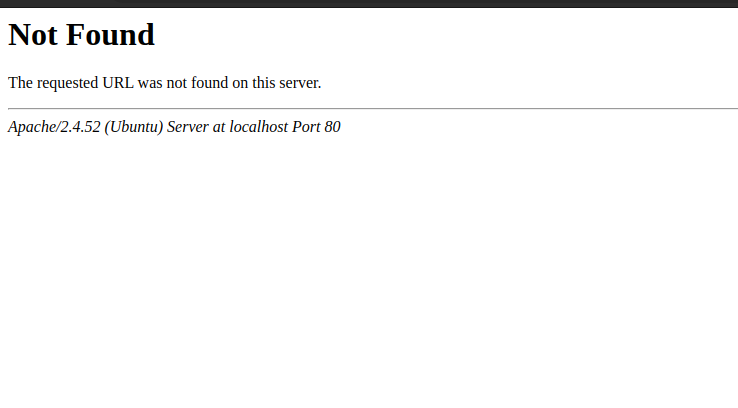 Not Found
The requested URL was not found on this server.
Apache/2.4.52 (Ubuntu) Server at localhost Port 80